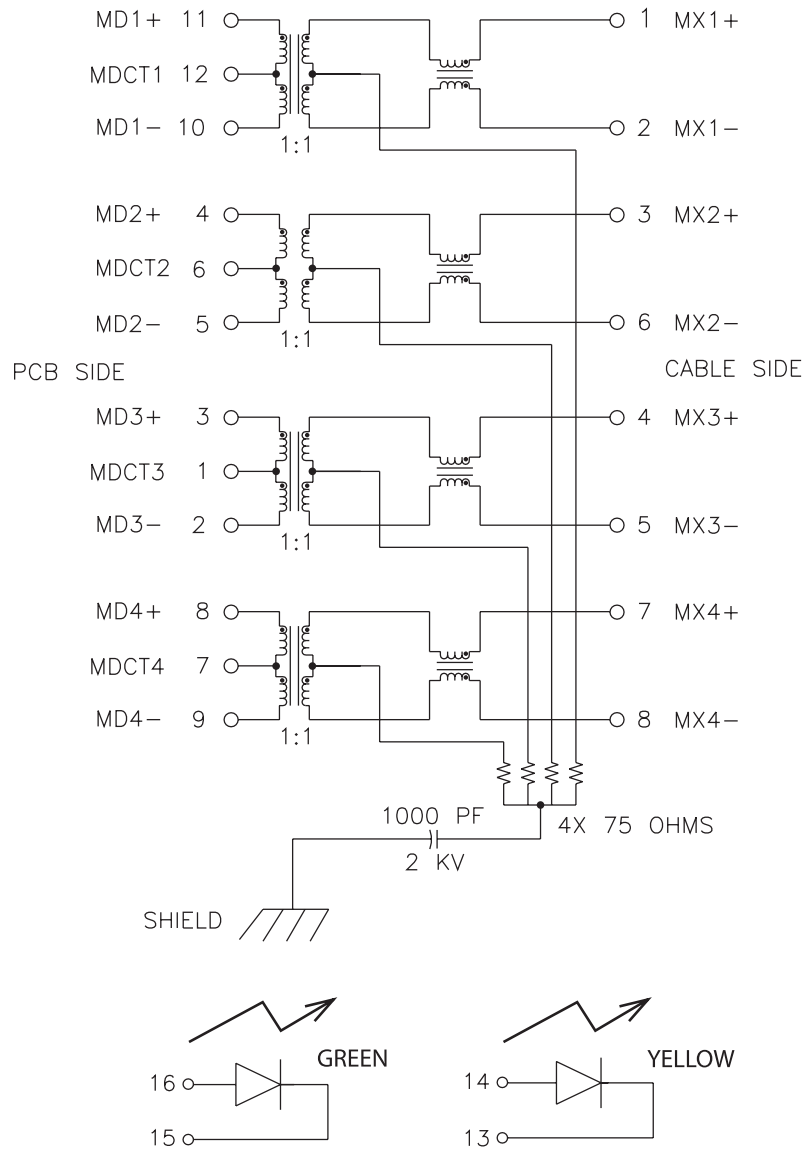 MD1+ 11 1 MX1+
MDCT1 12
MD1- 10 2 MX1-
1:1
MD2+ 4 3 MX2+
MDCT2 6
MD2- 5 6 MX2-
1:1
PCB SIDE CABLE SIDE
MD3+ 3 4 MX3+
MDCT3 1
MD3- 2 5 MX3-
1:1
MD4+ 8 7 MX4+
MDCT4 7
MD4- 9 8 MX4-
1:1
1000 PF 4X 75 OHMS
2 KV
SHIELD
GREEN YELLOW
16 14
15 13